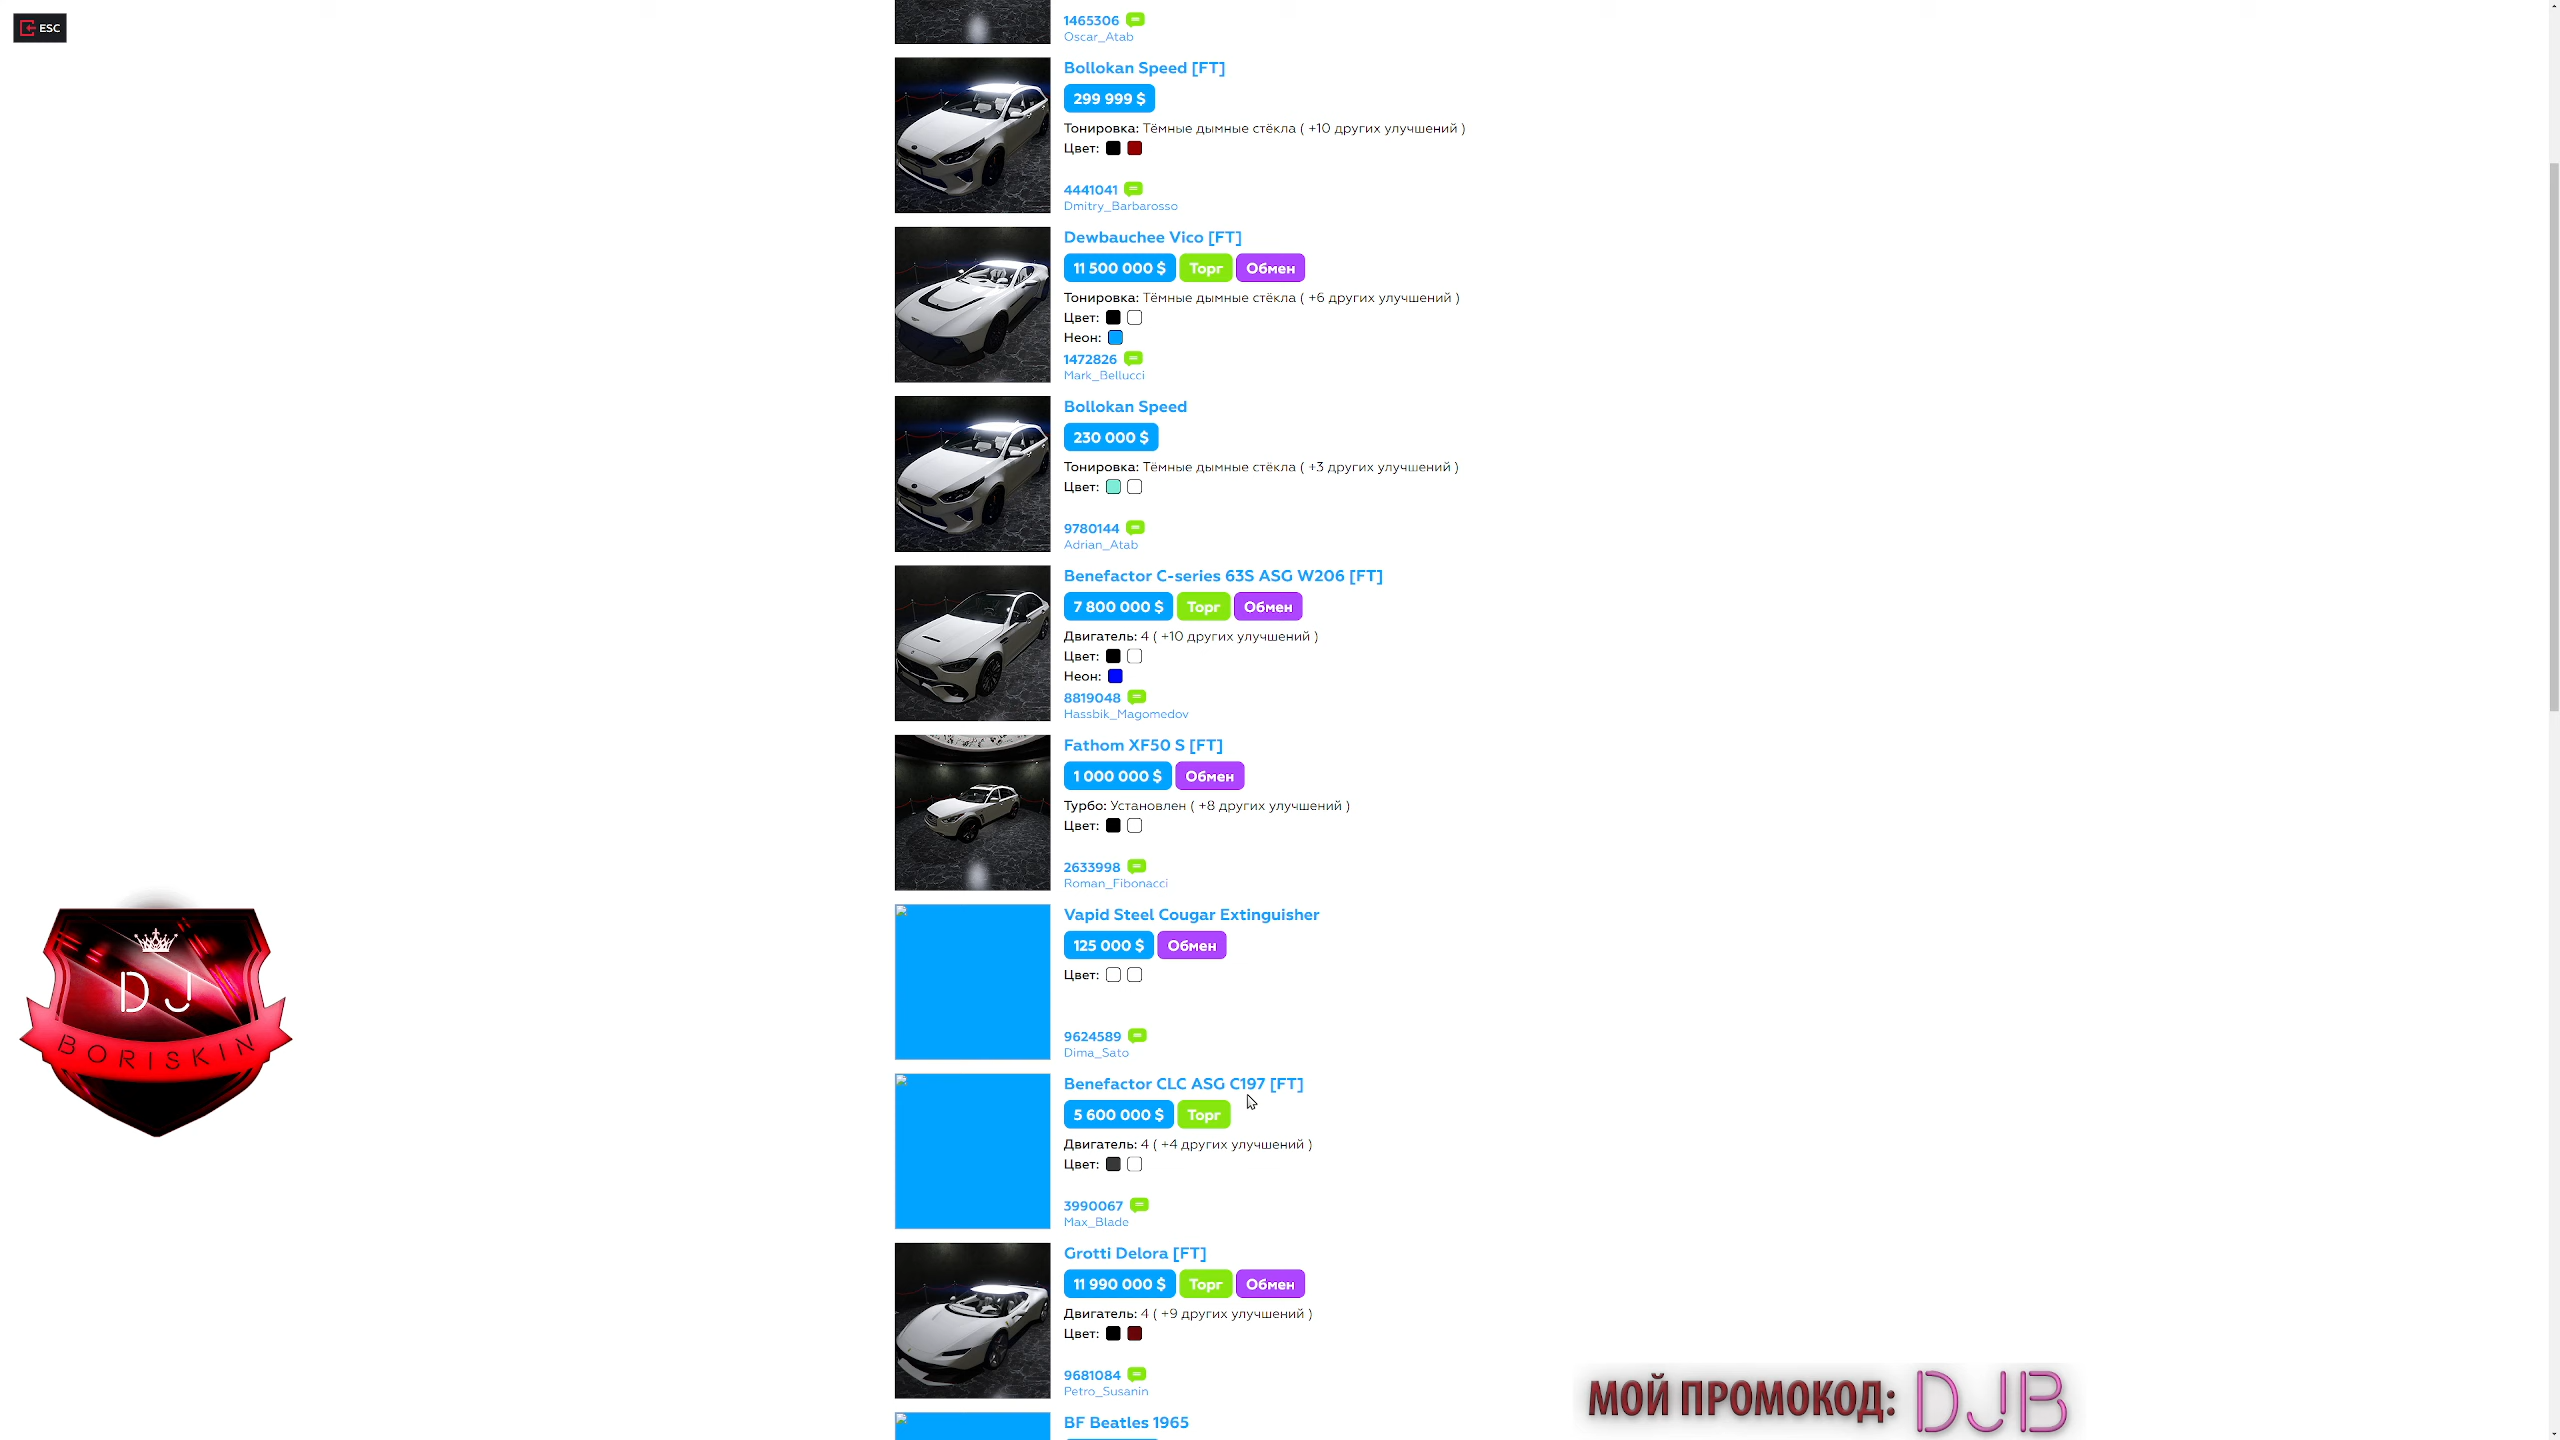 ESC
1465306
Oscar_Atab
Bollokan Speed [FT]
299 999 $
Тонировка: Тёмные дымные стёкла ( +10 других улучшений )
Цвет:
4441041
Dmitry_Barbarosso
Dewbauchee Vico [FT]
11 500 000 $ Торг Обмен
Тонировка: Тёмные дымные стёкла ( +6 других улучшений )
Цвет:
Неон:
1472826
Mark_Bellucci
Bollokan Speed
230 000 $
Тонировка: Тёмные дымные стёкла ( +3 других улучшений )
Цвет:
9780144
Adrian_Atab
Benefactor C-series 63S ASG W206 [FT]
7 800 000 $ Торг Обмен
Двигатель: 4 ( +10 других улучшений )
Цвет:
Неон:
8819048
Hassbik_Magomedov
Fathom XF50 S [FT]
1 000 000 $ Обмен
Турбо: Установлен ( +8 других улучшений )
Цвет:
2633998
Roman_Fibonacci
Vapid Steel Cougar Extinguisher
125 000 $ Обмен
Цвет:
9624589
Dima_Sato
Benefactor CLC ASG C197 [FT]
5 600 000 $ Торг
Двигатель: 4 ( +4 других улучшений )
Цвет:
3990067
Max_Blade
Grotti Delora [FT]
11 990 000 $ Торг Обмен
Двигатель: 4 ( +9 других улучшений )
Цвет:
9681084
Petro_Susanin
BF Beatles 1965
DJ
BORISKIN
МОЙ ПРОМОКОД: DJB